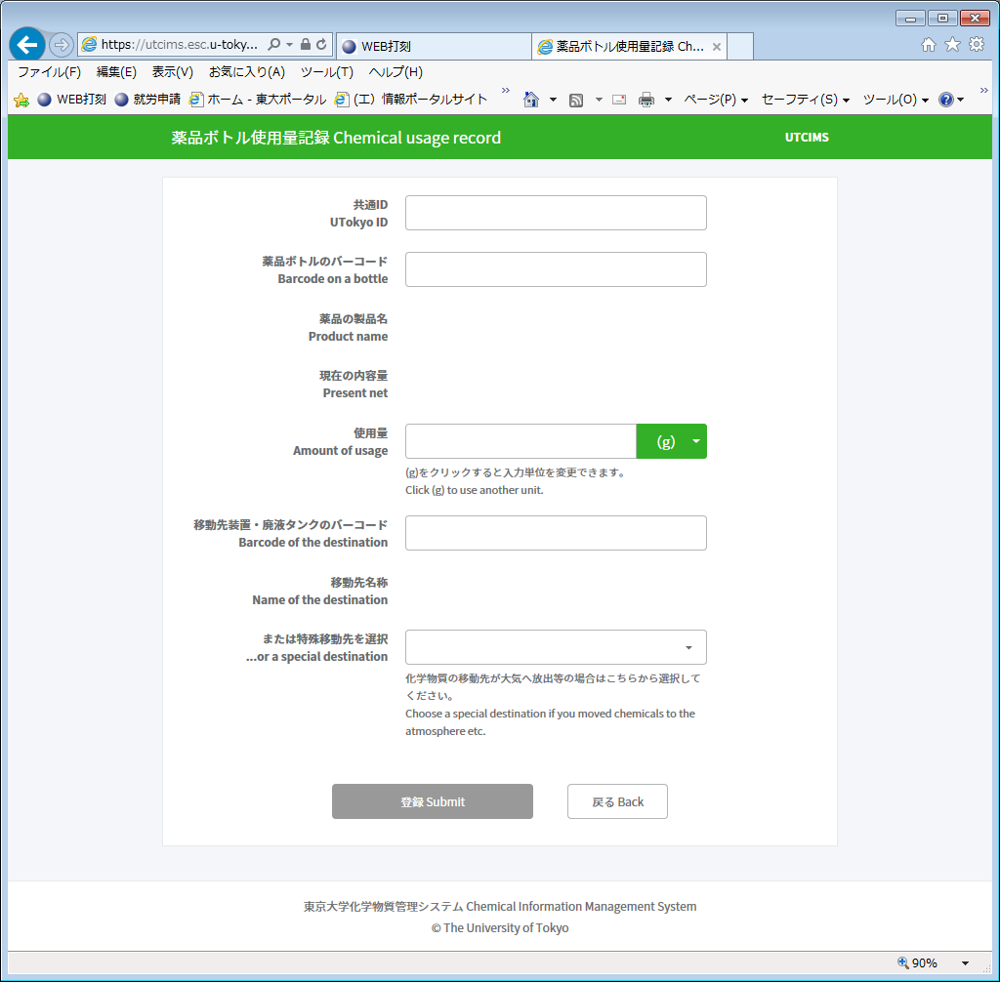 https://utcims.esc.u-toky...
WEB打刻
薬品ボトル使用量記録 Ch...
ファイル(F) 編集(E) 表示(V) お気に入り(A) ツール(T) ヘルプ(H)
WEB打刻 就労申請 ホーム - 東大ポータル (工) 情報ポータルサイト » ページ(P) セーフティ(S) ツール(O) »
薬品ボトル使用量記録 Chemical usage record UTCIMS
共通ID
UTokyo ID
薬品ボトルのバーコード
Barcode on a bottle
薬品の製品名
Product name
現在の内容量
Present net
使用量
Amount of usage
(g)
(g)をクリックすると入力単位を変更できます。
Click (g) to use another unit.
移動先装置・廃液タンクのバーコード
Barcode of the destination
移動先名称
Name of the destination
または特殊移動先を選択
...or a special destination
化学物質の移動先が大気へ放出等の場合はこちらから選択して
ください。
Choose a special destination if you moved chemicals to the
atmosphere etc.
登録 Submit 戻る Back
東京大学化学物質管理システム Chemical Information Management System
© The University of Tokyo
90%